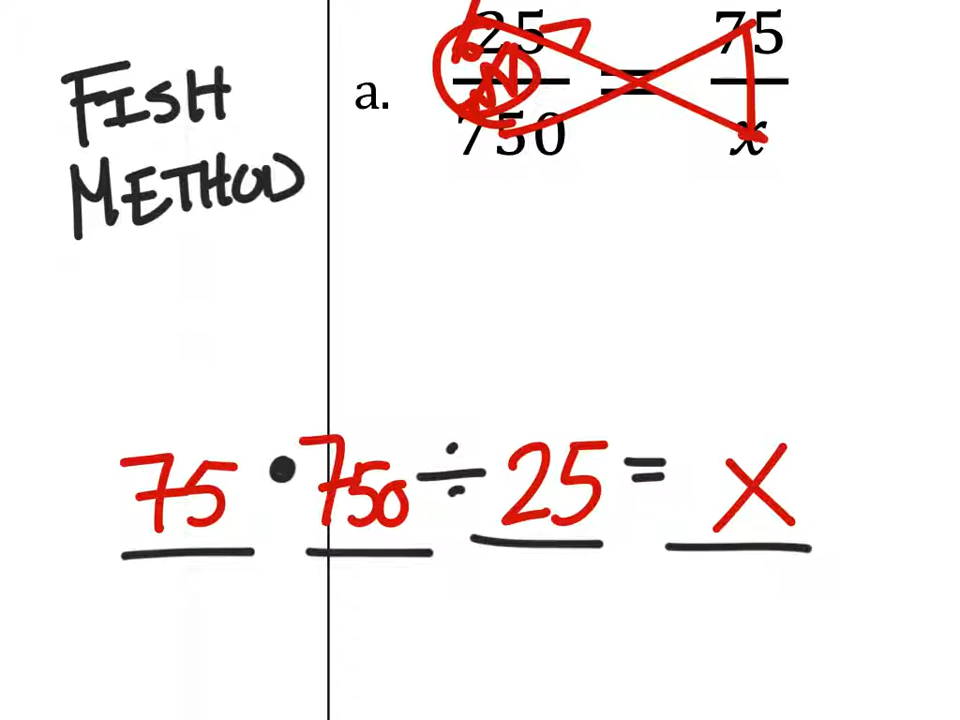 FISH
METHOD
a. 25/750 = 75/x
75 • 750 ÷ 25 = X